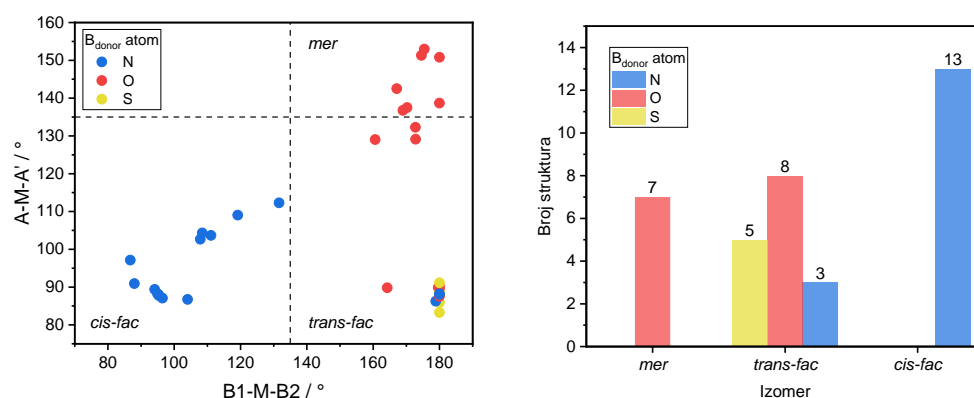 160
150
140
130
120
110
100
90
80
A-M-A' / °
B_donor atom
N
O
S
mer
cis-fac
trans-fac
80 100 120 140 160 180
B1-M-B2 / °
14
12
10
8
6
4
2
0
Broj struktura
B_donor atom
N
O
S
7
5
8
3
13
mer trans-fac cis-fac
Izomer